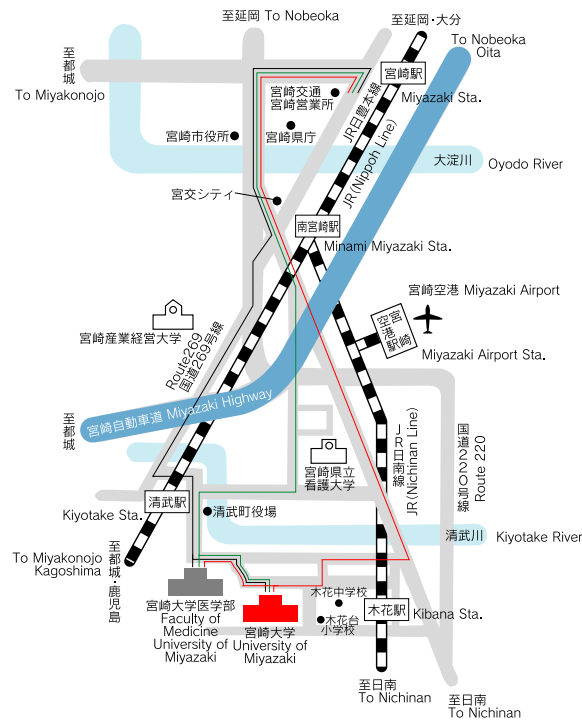 至延岡 To Nobeoka
至延岡・大分
To Nobeoka
Oita
至都城
To Miyakonojo
宮崎駅
Miyazaki Sta.
宮崎交通
宮崎営業所
JR日豊本線
JR(Nippoh Line)
宮崎市役所
宮崎県庁
大淀川
Oyodo River
宮交シティ
南宮崎駅
Minami Miyazaki Sta.
宮崎空港 Miyazaki Airport
宮崎
空港駅
Miyazaki Airport Sta.
宮崎産業経営大学
Route269
国道269号線
至都城
宮崎自動車道 Miyazaki Highway
宮崎県立
看護大学
JR日南線
JR(Nichinan Line)
国道220号線
Route 220
清武駅
Kiyotake Sta.
清武町役場
清武川
Kiyotake River
To Miyakonojo
Kagoshima
至都城・鹿児島
宮崎大学医学部
Faculty of
Medicine
University of
Miyazaki
宮崎大学
University of
Miyazaki
木花中学校
木花台
小学校
木花駅
Kibana Sta.
至日南
To Nichinan
至日南
To Nichinan